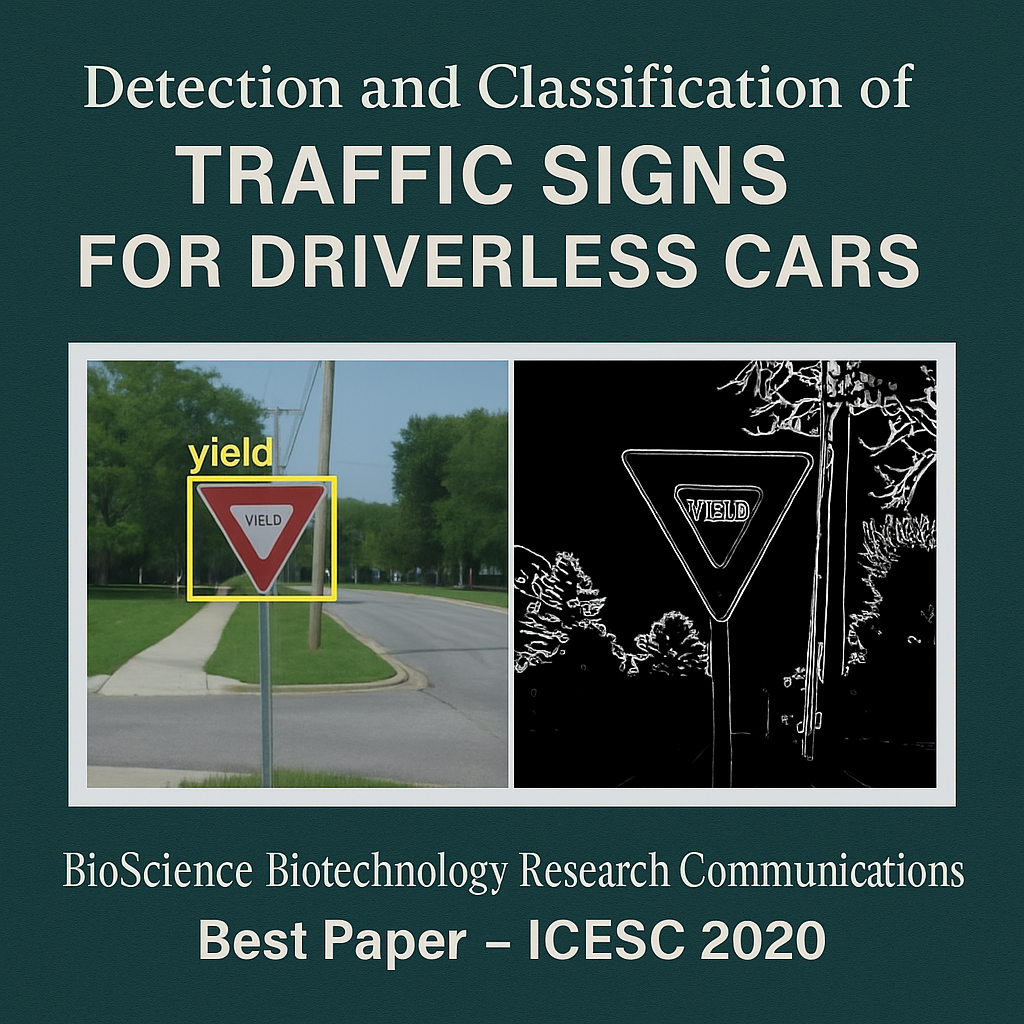 Detection and Classification of
TRAFFIC SIGNS
FOR DRIVERLESS CARS
yield
YIELD
VIELD
BioScience Biotechnology Research Communications
Best Paper – ICESC 2020